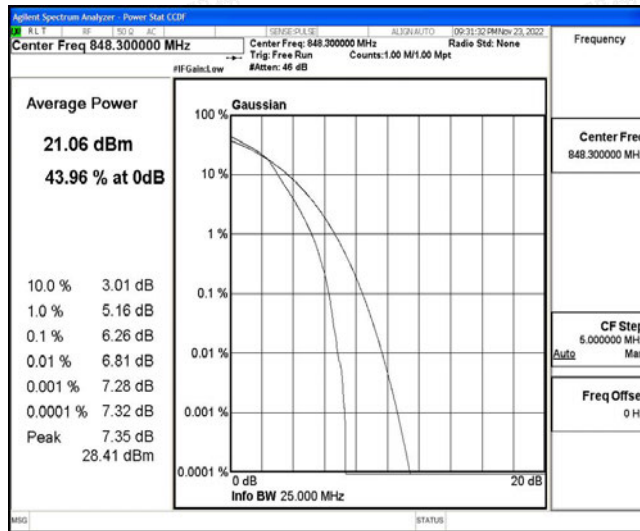 Agilent Spectrum Analyzer - Power Stat CCDF
RLT RF 50 Ω AC SENSE:PULSE ALIGN AUTO 09:31:32 PM Nov 23, 2022
Center Freq 848.300000 MHz
Center Freq: 848.300000 MHz Radio Std: None
Trig: Free Run Counts:1.00 M/1.00 Mpt
#IFGain:Low #Atten: 46 dB
Frequency
Average Power
21.06 dBm
43.96 % at 0dB
10.0 % 3.01 dB
1.0 % 5.16 dB
0.1 % 6.26 dB
0.01 % 6.81 dB
0.001 % 7.28 dB
0.0001 % 7.32 dB
Peak 7.35 dB
28.41 dBm
Gaussian
100 %
10 %
1 %
0.1 %
0.01 %
0.001 %
0.0001 %
0 dB 20 dB
Info BW 25.000 MHz
Center Fre
848.300000 MH
CF Step
5.000000 MH
Auto Ma
Freq Offse
0 H
MSG STATUS